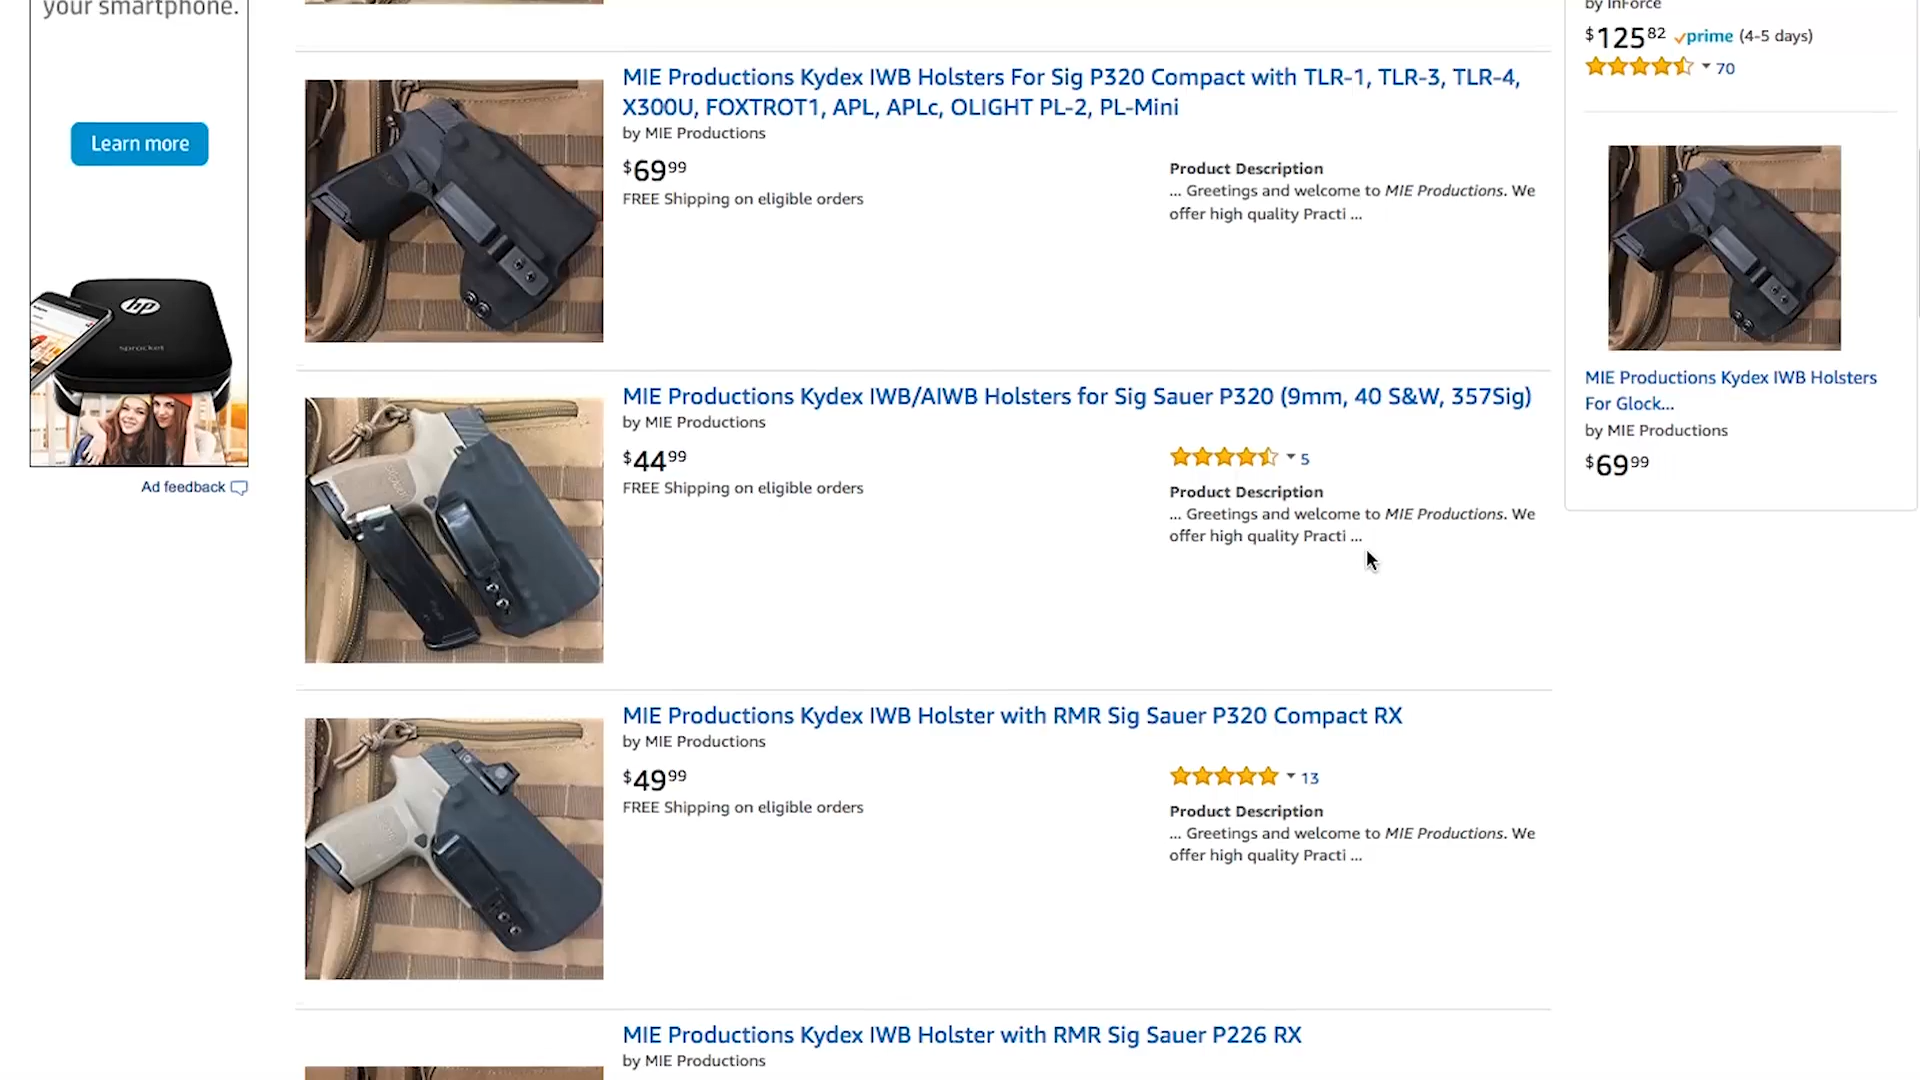 your smartphone.
Learn more
hp
sprocket
Ad feedback
MIE Productions Kydex IWB Holsters For Sig P320 Compact with TLR-1, TLR-3, TLR-4,
X300U, FOXTROT1, APL, APLc, OLIGHT PL-2, PL-Mini
by MIE Productions
$69 99
FREE Shipping on eligible orders
Product Description
... Greetings and welcome to MIE Productions. We
offer high quality Practi ...
MIE Productions Kydex IWB/AIWB Holsters for Sig Sauer P320 (9mm, 40 S&W, 357Sig)
by MIE Productions
$44 99
FREE Shipping on eligible orders
5
Product Description
... Greetings and welcome to MIE Productions. We
offer high quality Practi ...
MIE Productions Kydex IWB Holster with RMR Sig Sauer P320 Compact RX
by MIE Productions
$49 99
FREE Shipping on eligible orders
13
Product Description
... Greetings and welcome to MIE Productions. We
offer high quality Practi ...
MIE Productions Kydex IWB Holster with RMR Sig Sauer P226 RX
by MIE Productions
by InForce
$125 82 prime (4-5 days)
70
MIE Productions Kydex IWB Holsters
For Glock...
by MIE Productions
$69 99